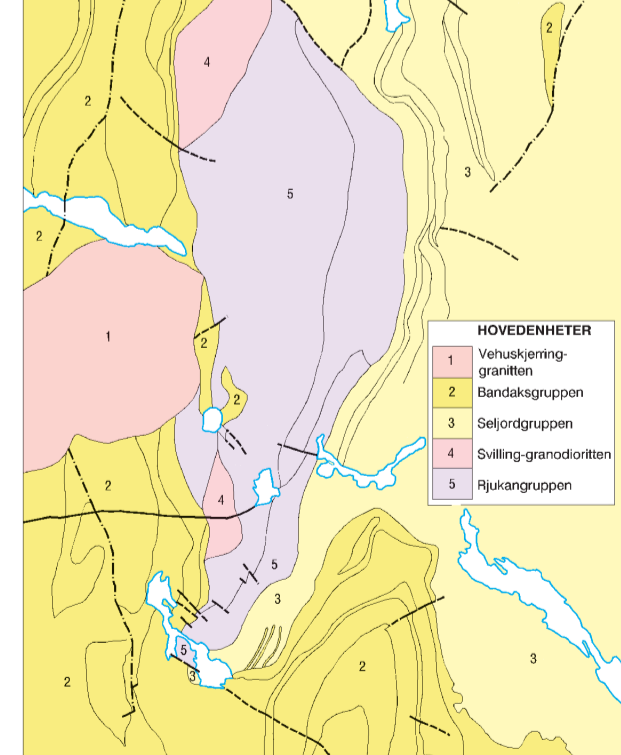 2
4
2
3
5
2
HOVEDENHETER
1 Vehuskjerring-
granitten
2 Bandaksgruppen
3 Seljordgruppen
4 Svilling-granodioritten
5 Rjukangruppen
1
2
2
2
4
5
3
5
3
2
2
3